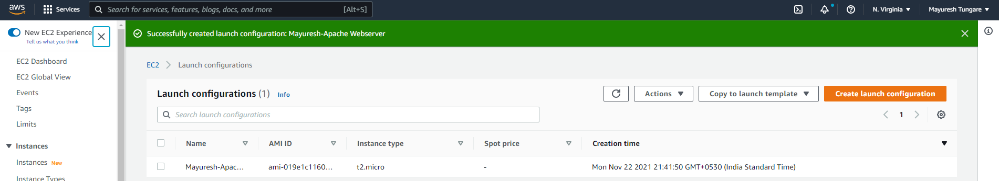 aws
Services
Search for services, features, blogs, docs, and more [Alt+S]
N. Virginia
Mayuresh Tungare
New EC2 Experience
Tell us what you think
EC2 Dashboard
EC2 Global View
Events
Tags
Limits
Instances
Instances New
Instance Types
Successfully created launch configuration: Mayuresh-Apache Webserver
EC2 Launch configurations
Launch configurations (1) Info
Actions
Copy to launch template
Create launch configuration
Search launch configurations
1
Name AMI ID Instance type Spot price Creation time
Mayuresh-Apac... ami-019e1c1160... t2.micro - Mon Nov 22 2021 21:41:50 GMT+0530 (India Standard Time)